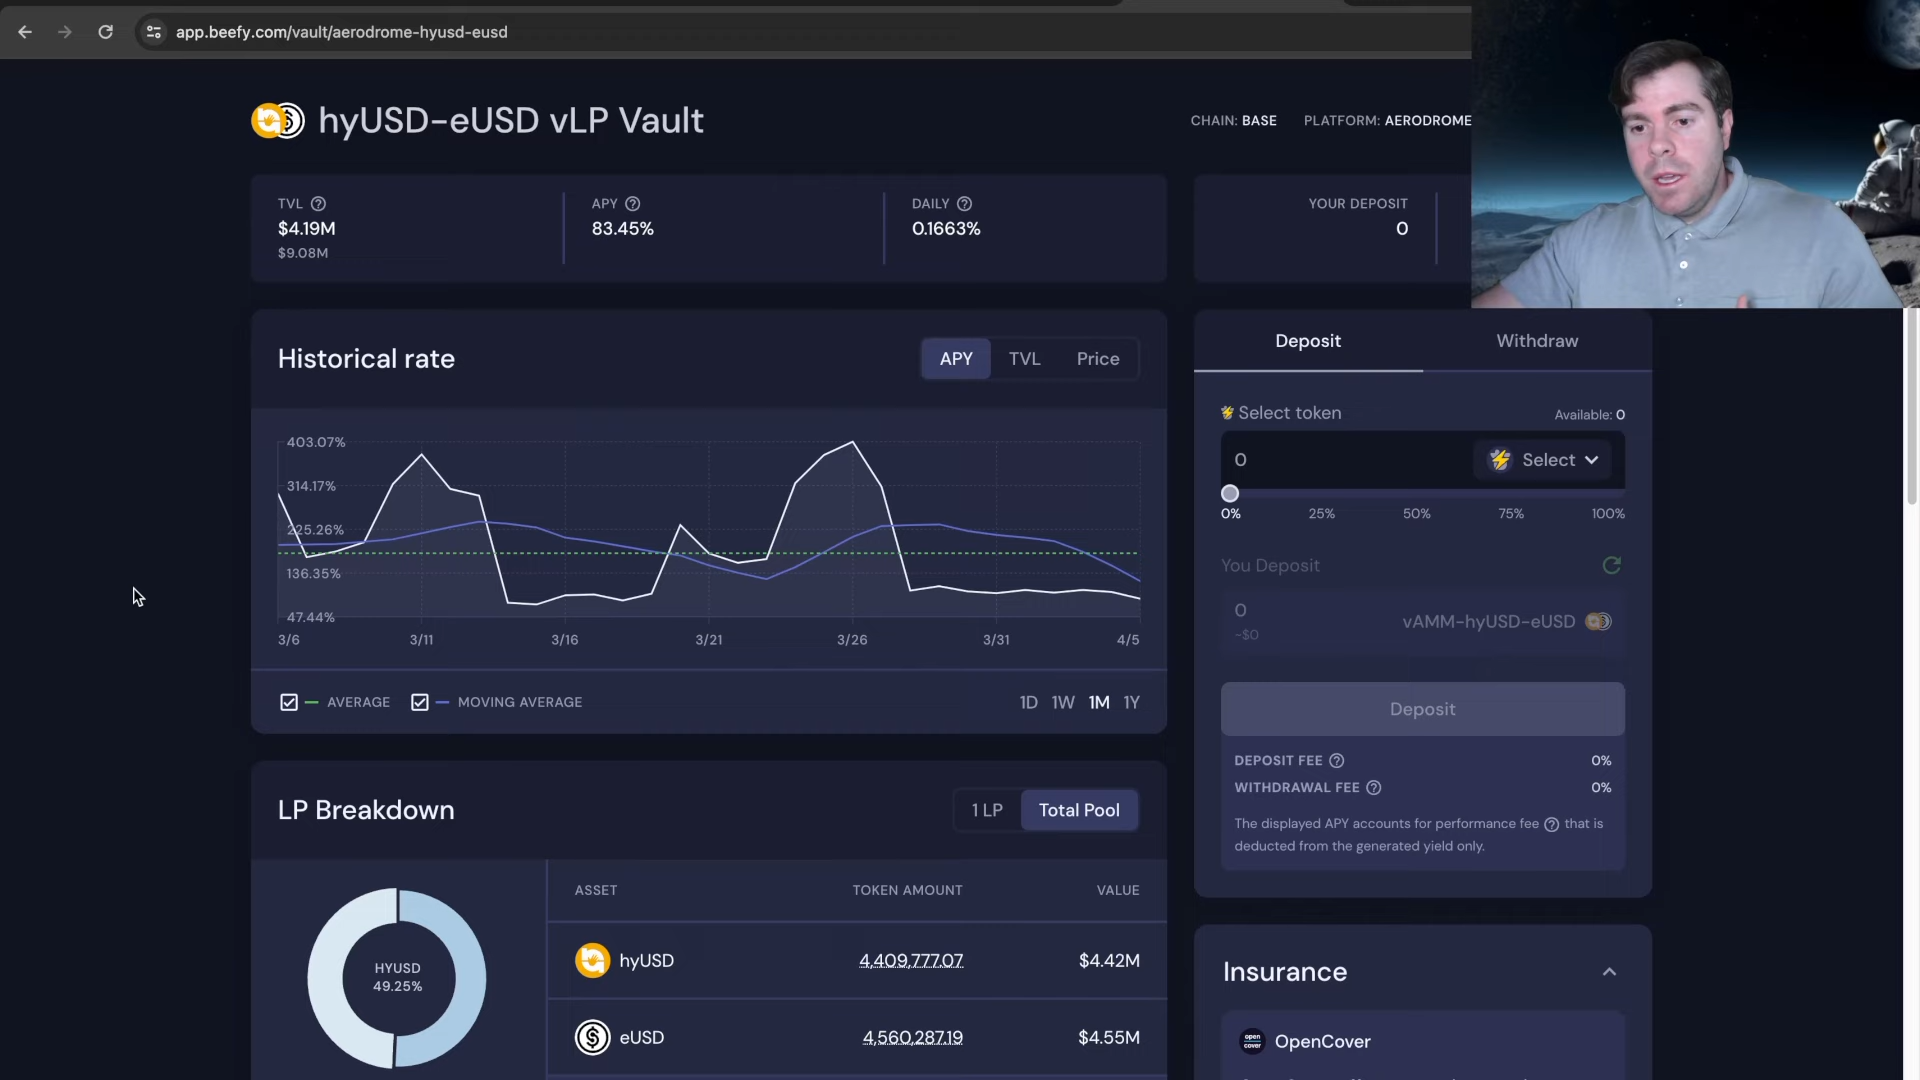 app.beefy.com/vault/aerodrome-hyusd-eusd
hyUSD-eUSD vLP Vault
CHAIN: BASE PLATFORM: AERODROME
TVL
$4.19M
$9.08M
APY
83.45%
DAILY
0.1663%
YOUR DEPOSIT
0
Historical rate
APY TVL Price
403.07%
314.17%
225.26%
136.35%
47.44%
3/6 3/11 3/16 3/21 3/26 3/31 4/5
AVERAGE MOVING AVERAGE
1D 1W 1M 1Y
Deposit Withdraw
Select token Available: 0
0 Select
0% 25% 50% 75% 100%
You Deposit
0
~$0
vAMM-hyUSD-eUSD
Deposit
DEPOSIT FEE 0%
WITHDRAWAL FEE 0%
The displayed APY accounts for performance fee that is
deducted from the generated yield only.
LP Breakdown
1 LP Total Pool
HYUSD
49.25%
ASSET TOKEN AMOUNT VALUE
hyUSD 4,409,777.07 $4.42M
eUSD 4,560,287.19 $4.55M
Insurance
open
cover
OpenCover